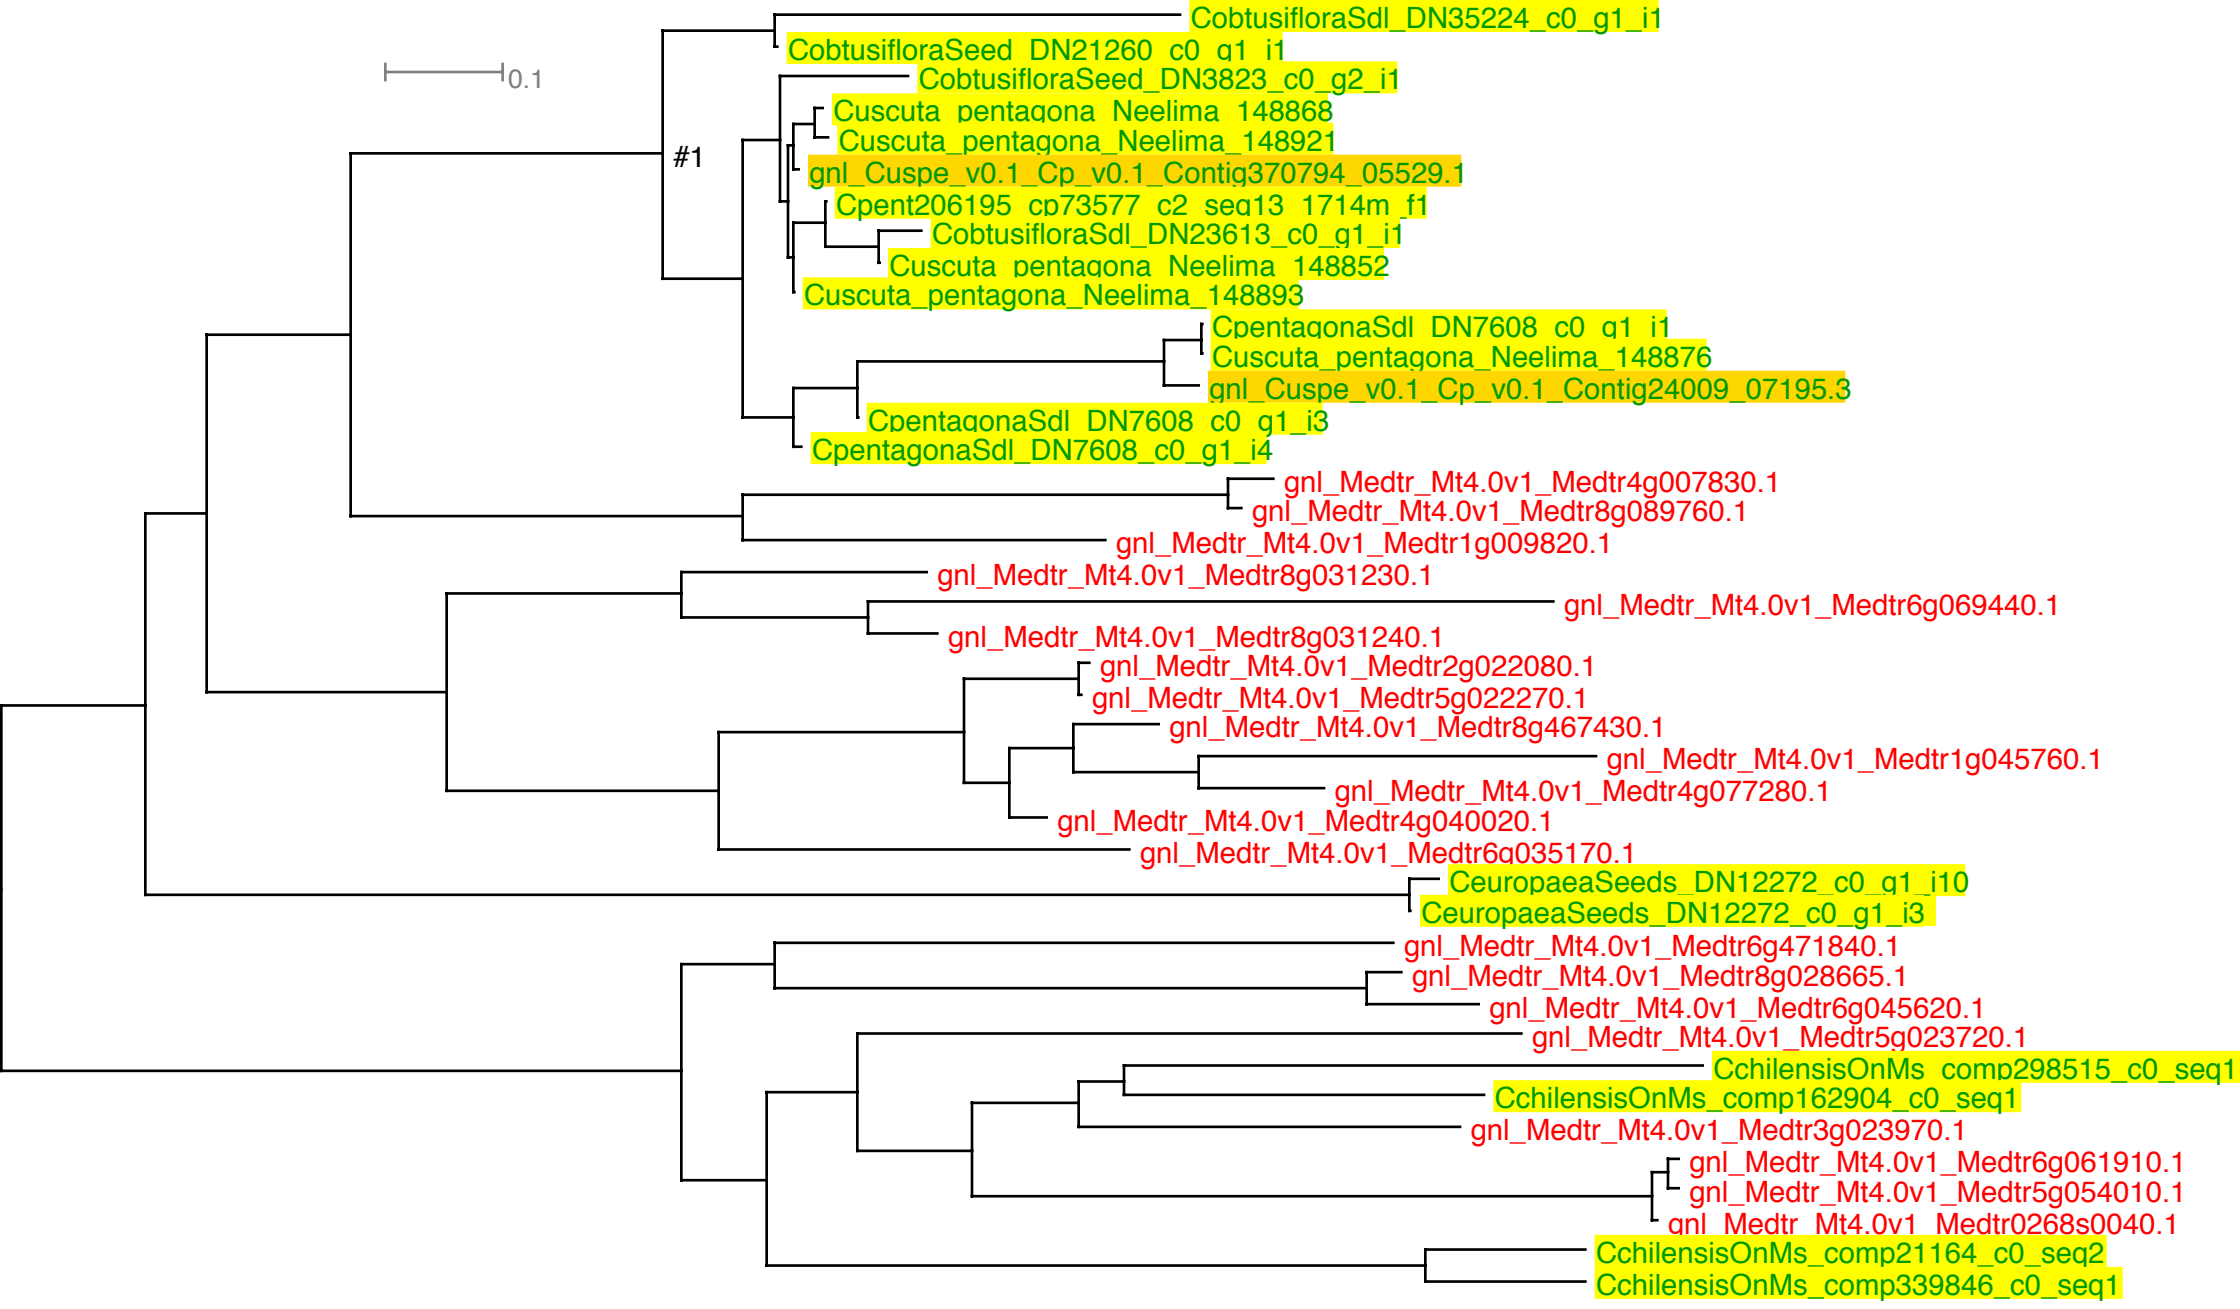 CobtusifloraSdl_DN35224_c0_g1_i1
CobtusifloraSeed_DN21260_c0_g1_i1
0.1
CobtusifloraSeed_DN3823_c0_g2_i1
Cuscuta_pentagona_Neelima_148868
Cuscuta_pentagona_Neelima_148921
#1
gnl_Cuspe_v0.1_Cp_v0.1_Contig370794_05529.1
Cpent206195_cp73577_c2_seq13_1714m_f1
CobtusifloraSdl_DN23613_c0_g1_i1
Cuscuta_pentagona_Neelima_148852
Cuscuta_pentagona_Neelima_148893
CpentagonaSdl_DN7608_c0_g1_i1
Cuscuta_pentagona_Neelima_148876
gnl_Cuspe_v0.1_Cp_v0.1_Contig24009_07195.3
CpentagonaSdl_DN7608_c0_g1_i3
CpentagonaSdl_DN7608_c0_g1_i4
gnl_Medtr_Mt4.0v1_Medtr4g007830.1
gnl_Medtr_Mt4.0v1_Medtr8g089760.1
gnl_Medtr_Mt4.0v1_Medtr1g009820.1
gnl_Medtr_Mt4.0v1_Medtr8g031230.1
gnl_Medtr_Mt4.0v1_Medtr6g069440.1
gnl_Medtr_Mt4.0v1_Medtr8g031240.1
gnl_Medtr_Mt4.0v1_Medtr2g022080.1
gnl_Medtr_Mt4.0v1_Medtr5g022270.1
gnl_Medtr_Mt4.0v1_Medtr8g467430.1
gnl_Medtr_Mt4.0v1_Medtr1g045760.1
gnl_Medtr_Mt4.0v1_Medtr4g077280.1
gnl_Medtr_Mt4.0v1_Medtr4g040020.1
gnl_Medtr_Mt4.0v1_Medtr6g035170.1
CeuropaeaSeeds_DN12272_c0_g1_i10
CeuropaeaSeeds_DN12272_c0_g1_i3
gnl_Medtr_Mt4.0v1_Medtr6g471840.1
gnl_Medtr_Mt4.0v1_Medtr8g028665.1
gnl_Medtr_Mt4.0v1_Medtr6g045620.1
gnl_Medtr_Mt4.0v1_Medtr5g023720.1
CchilensisOnMs_comp298515_c0_seq1
CchilensisOnMs_comp162904_c0_seq1
gnl_Medtr_Mt4.0v1_Medtr3g023970.1
gnl_Medtr_Mt4.0v1_Medtr6g061910.1
gnl_Medtr_Mt4.0v1_Medtr5g054010.1
gnl_Medtr_Mt4.0v1_Medtr0268s0040.1
CchilensisOnMs_comp21164_c0_seq2
CchilensisOnMs_comp339846_c0_seq1